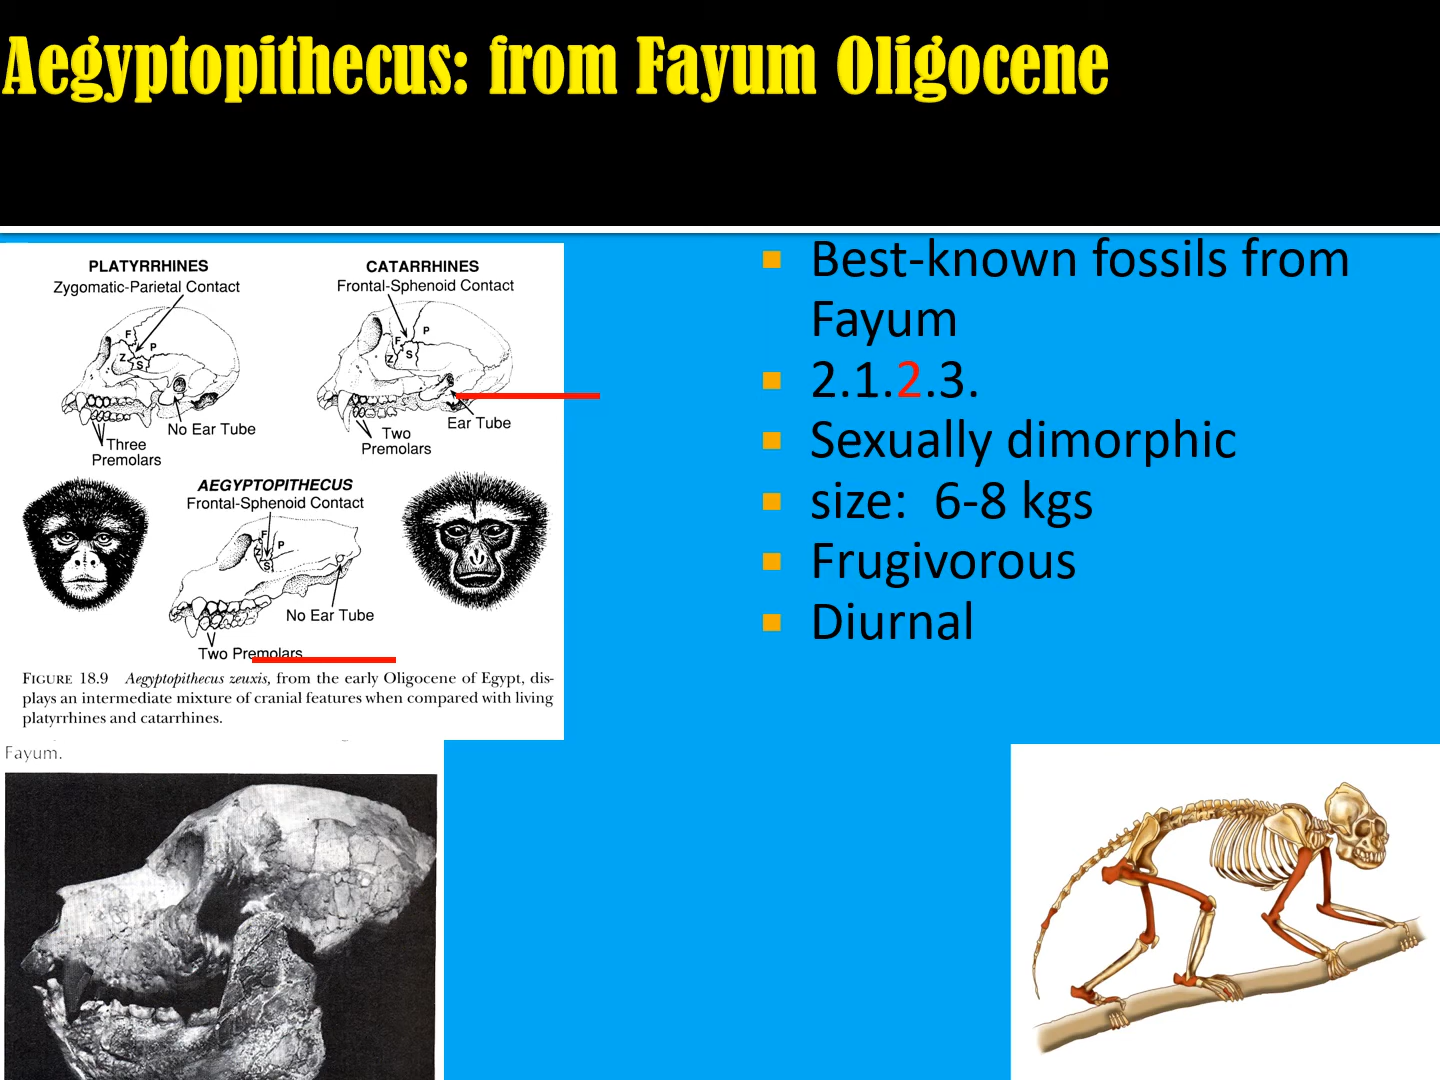 Aegyptopithecus: from Fayum Oligocene
PLATYRRHINES
Zygomatic-Parietal Contact
F
P
Z
S
No Ear Tube
Three
Premolars
CATARRHINES
Frontal-Sphenoid Contact
P
F
Z
S
Ear Tube
Two
Premolars
AEGYPTOPITHECUS
Frontal-Sphenoid Contact
F
P
Z
S
No Ear Tube
Two Premolars
FIGURE 18.9 Aegyptopithecus zeuxis, from the early Oligocene of Egypt, dis-
plays an intermediate mixture of cranial features when compared with living
platyrrhines and catarrhines.
Fayum.
Best-known fossils from
Fayum
2.1.2.3.
Sexually dimorphic
size: 6-8 kgs
Frugivorous
Diurnal